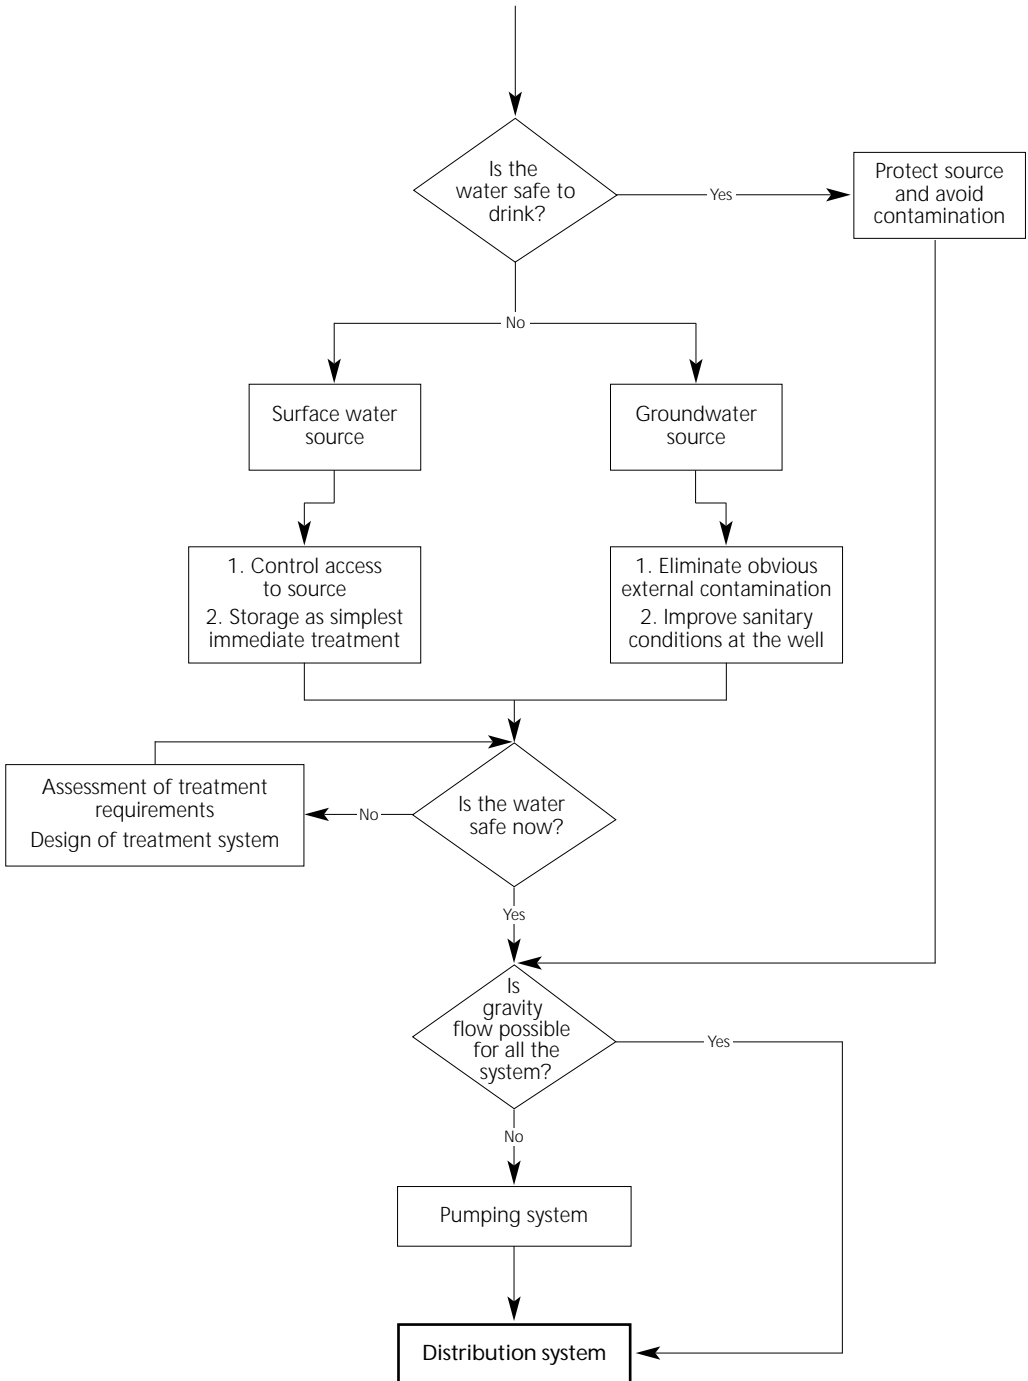 Is the
water safe to
drink?
Yes
Protect source
and avoid
contamination
No
Surface water
source
Groundwater
source
1. Control access
to source
2. Storage as simplest
immediate treatment
1. Eliminate obvious
external contamination
2. Improve sanitary
conditions at the well
Assessment of treatment
requirements
Design of treatment system
No
Is the water
safe now?
Yes
Is
gravity
flow possible
for all the
system?
Yes
No
Pumping system
Distribution system